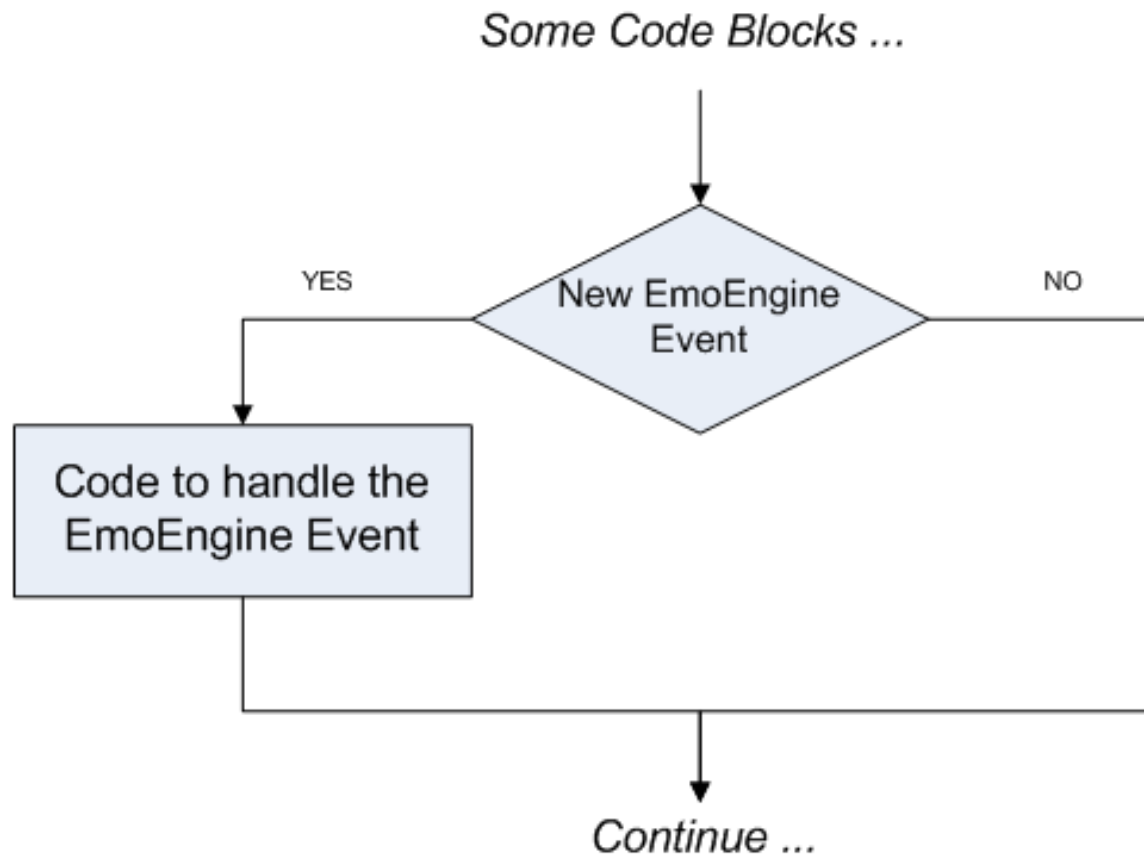 Some Code Blocks ...
YES
New EmoEngine
Event
NO
Code to handle the
EmoEngine Event
Continue ...